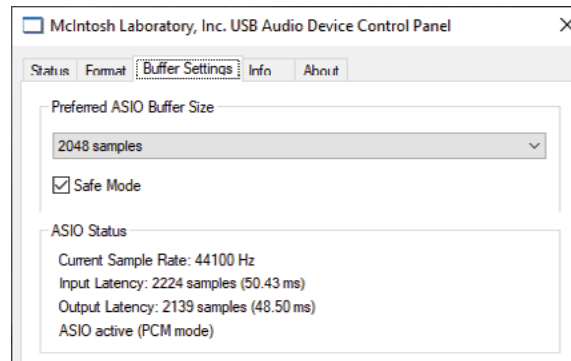 McIntosh Laboratory, Inc. USB Audio Device Control Panel
Status Format Buffer Settings Info About
Preferred ASIO Buffer Size
2048 samples
Safe Mode
ASIO Status
Current Sample Rate: 44100 Hz
Input Latency: 2224 samples (50.43 ms)
Output Latency: 2139 samples (48.50 ms)
ASIO active (PCM mode)